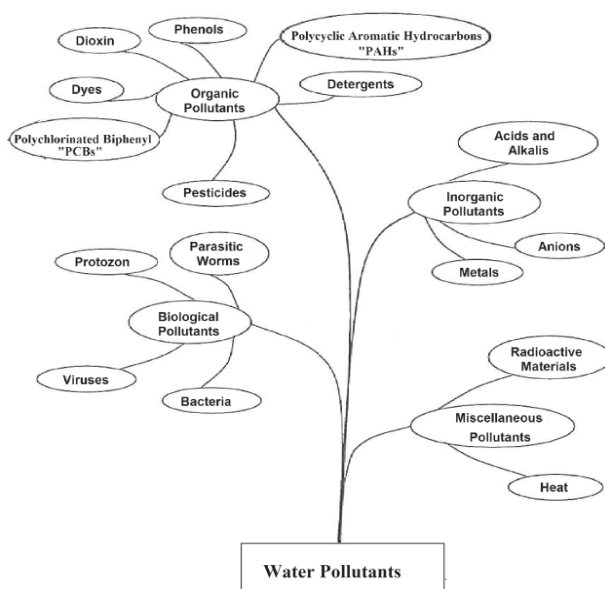 Phenols
Polycyclic Aromatic Hydrocarbons
"PAHs"
Dioxin
Detergents
Dyes
Organic
Pollutants
Polychlorinated Biphenyl
"PCBs"
Pesticides
Acids and
Alkalis
Inorganic
Pollutants
Anions
Metals
Parasitic
Worms
Protozon
Biological
Pollutants
Viruses
Bacteria
Radioactive
Materials
Miscellaneous
Pollutants
Heat
Water Pollutants